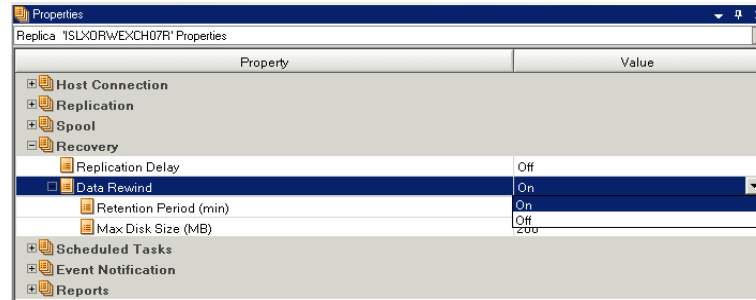 Properties
Replica 'ISLXORWEXCH07R' Properties
Property Value
Host Connection
Replication
Spool
Recovery
Replication Delay Off
Data Rewind On
Retention Period (min) On
Off
Max Disk Size (MB) 200
Scheduled Tasks
Event Notification
Reports